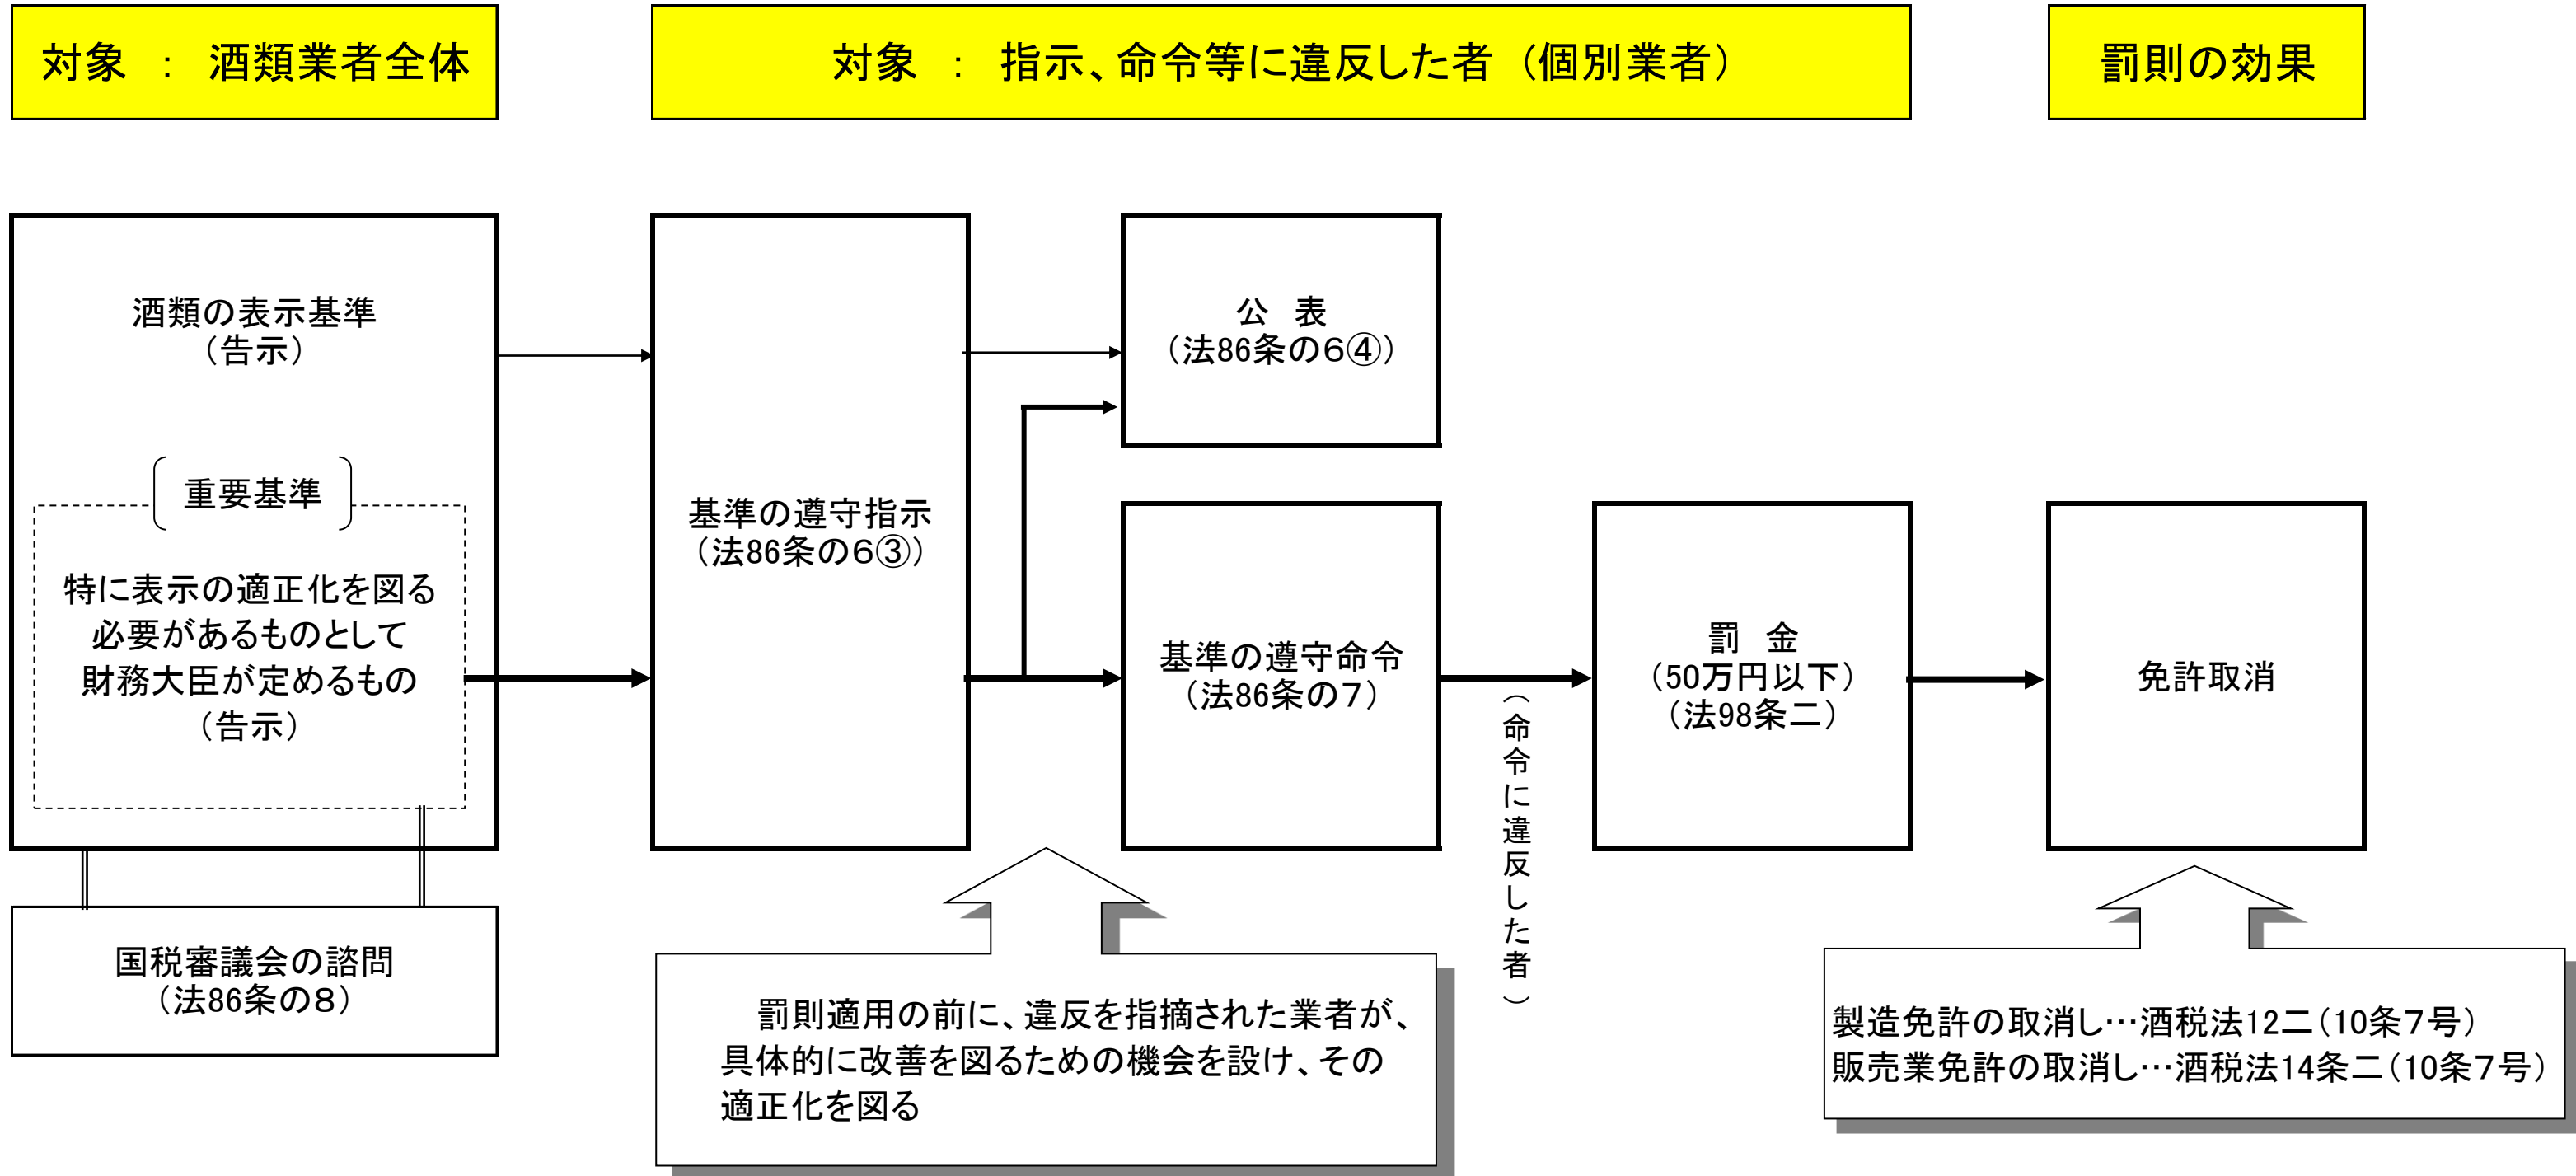 対象 : 酒類業者全体
対象 : 指示、命令等に違反した者（個別業者）
罰則の効果
酒類の表示基準
（告示）
重要基準
特に表示の適正化を図る
必要があるものとして
財務大臣が定めるもの
（告示）
国税審議会の諮問
（法86条の８）
基準の遵守指示
（法86条の６③）
公 表
（法86条の６④）
基準の遵守命令
（法86条の７）
（命令に違反した者）
罰 金
（50万円以下）
（法98条二）
免許取消
罰則適用の前に、違反を指摘された業者が、
具体的に改善を図るための機会を設け、その
適正化を図る
製造免許の取消し…酒税法12二（10条７号）
販売業免許の取消し…酒税法14条二（10条７号）